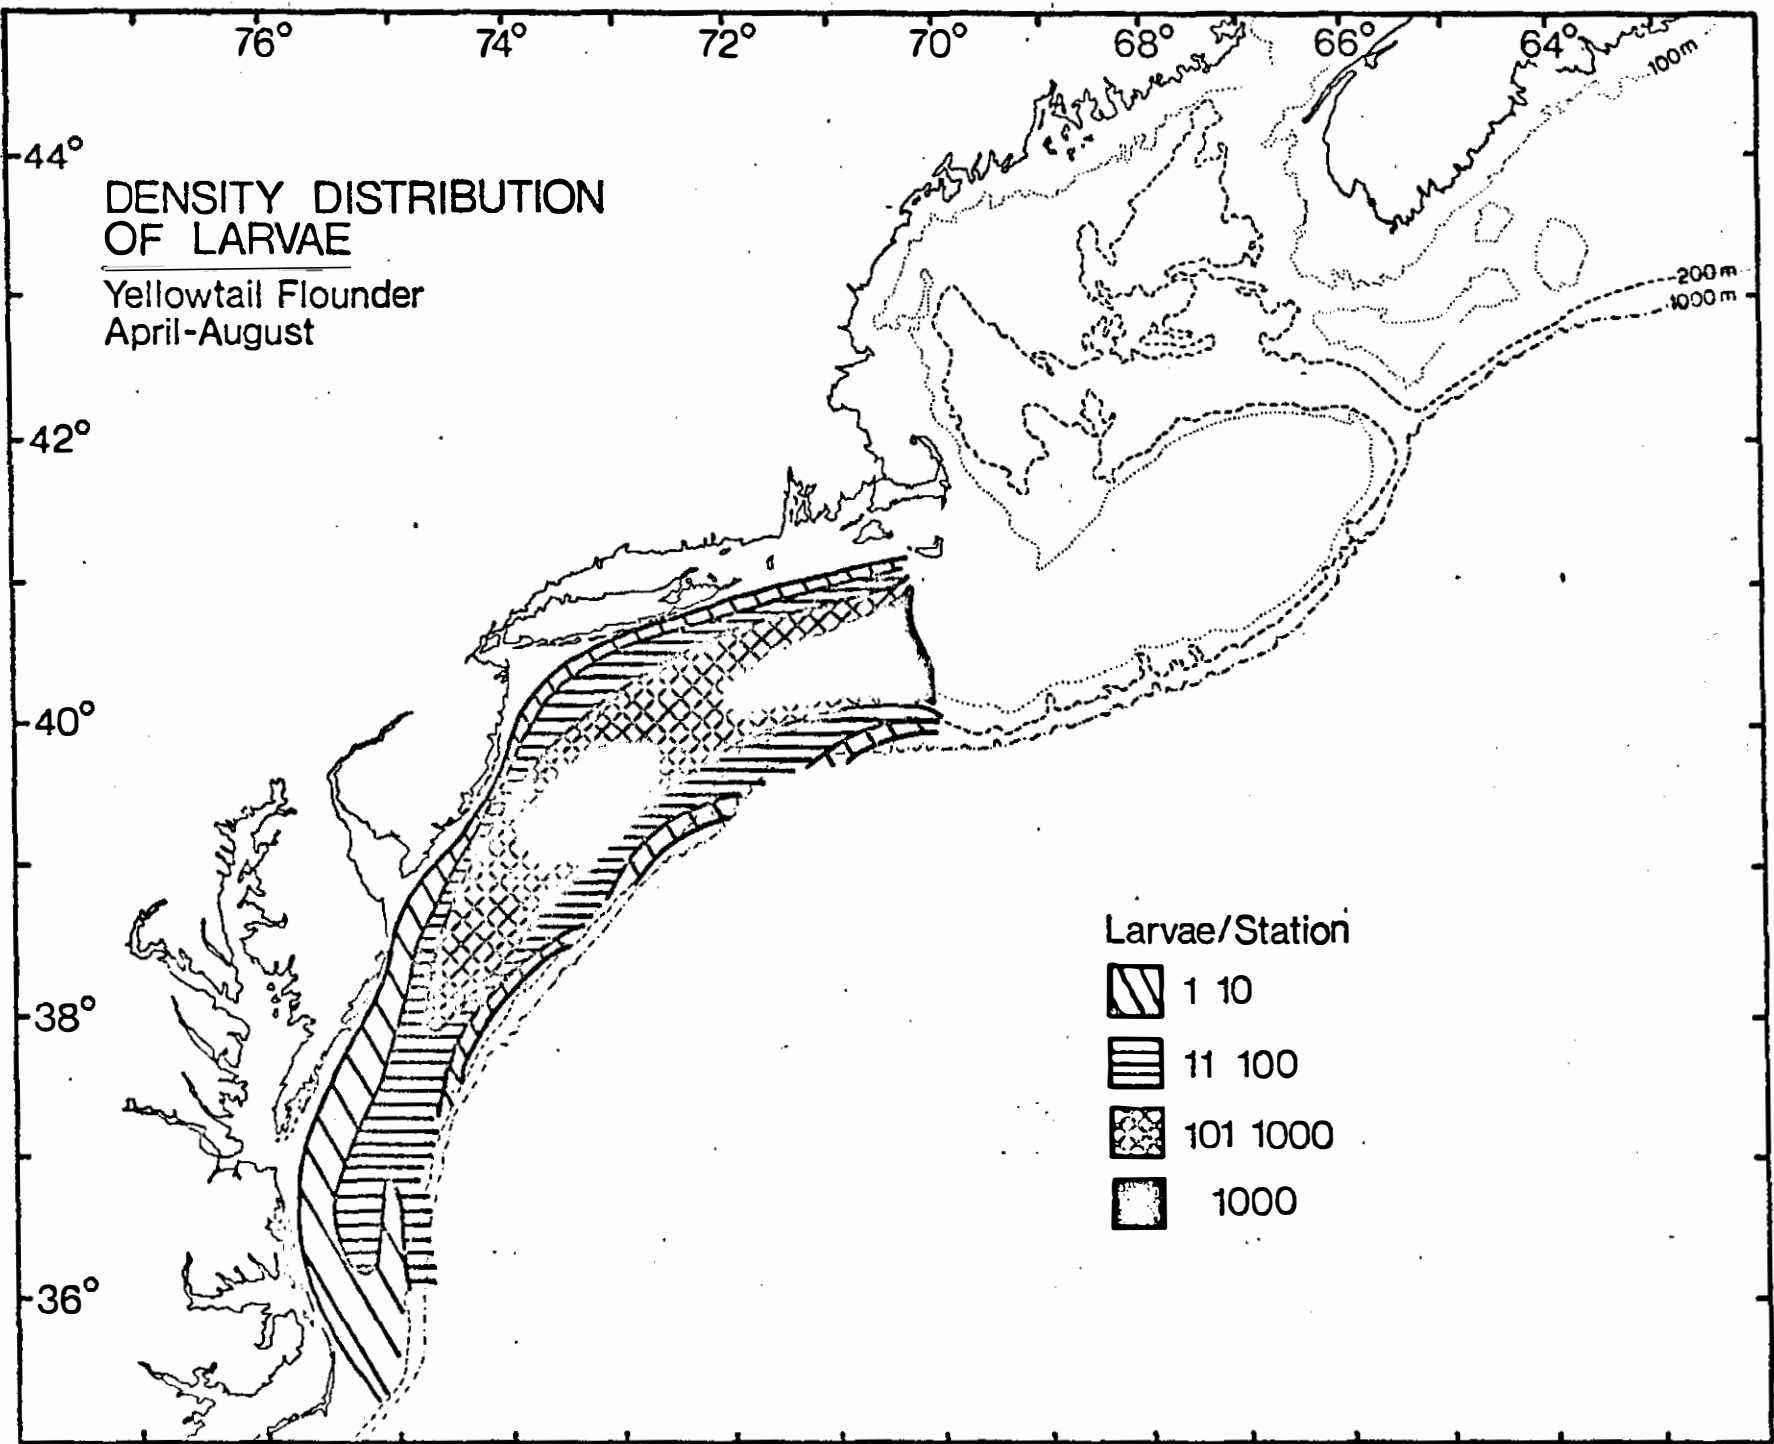 76° 74° 72° 70° 68° 66° 64°
100m
44°
DENSITY DISTRIBUTION
OF LARVAE
Yellowtail Flounder
April-August
200m
1000m
42°
40°
38°
36°
Larvae/Station
1 10
11 100
101 1000
1000